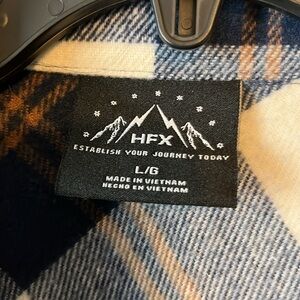 HFX
ESTABLISH YOUR JOURNEY TODAY
L/G
MADE IN VIETNAM
HECHO EN VIETNAM